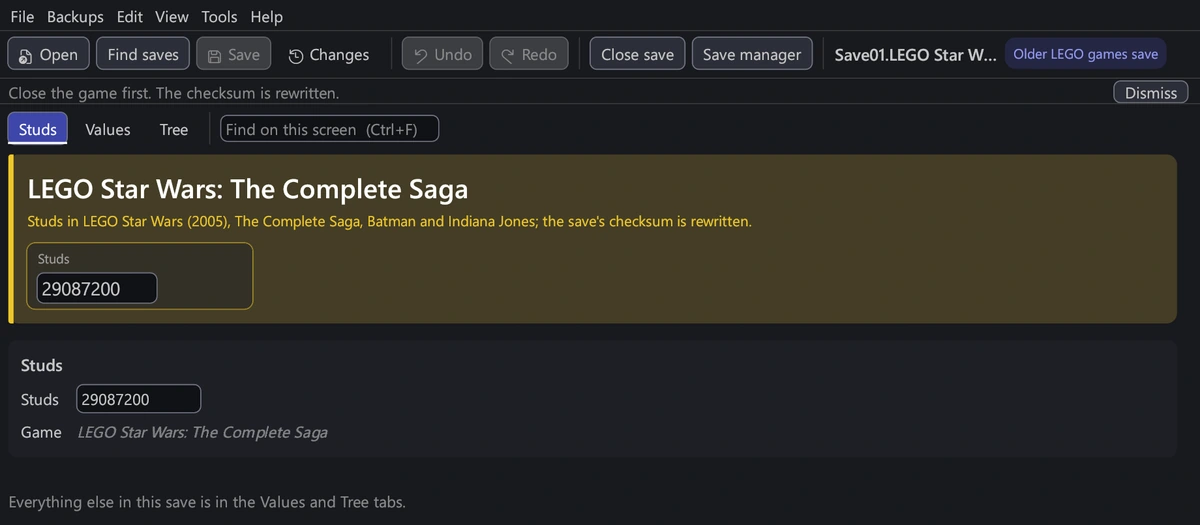 File Backups Edit View Tools Help
Open Find saves Save Changes Undo Redo Close save Save manager Save01.LEGO Star W... Older LEGO games save
Close the game first. The checksum is rewritten. Dismiss
Studs Values Tree Find on this screen (Ctrl+F)
LEGO Star Wars: The Complete Saga
Studs in LEGO Star Wars (2005), The Complete Saga, Batman and Indiana Jones; the save's checksum is rewritten.
Studs
29087200
Studs
Studs 29087200
Game LEGO Star Wars: The Complete Saga
Everything else in this save is in the Values and Tree tabs.